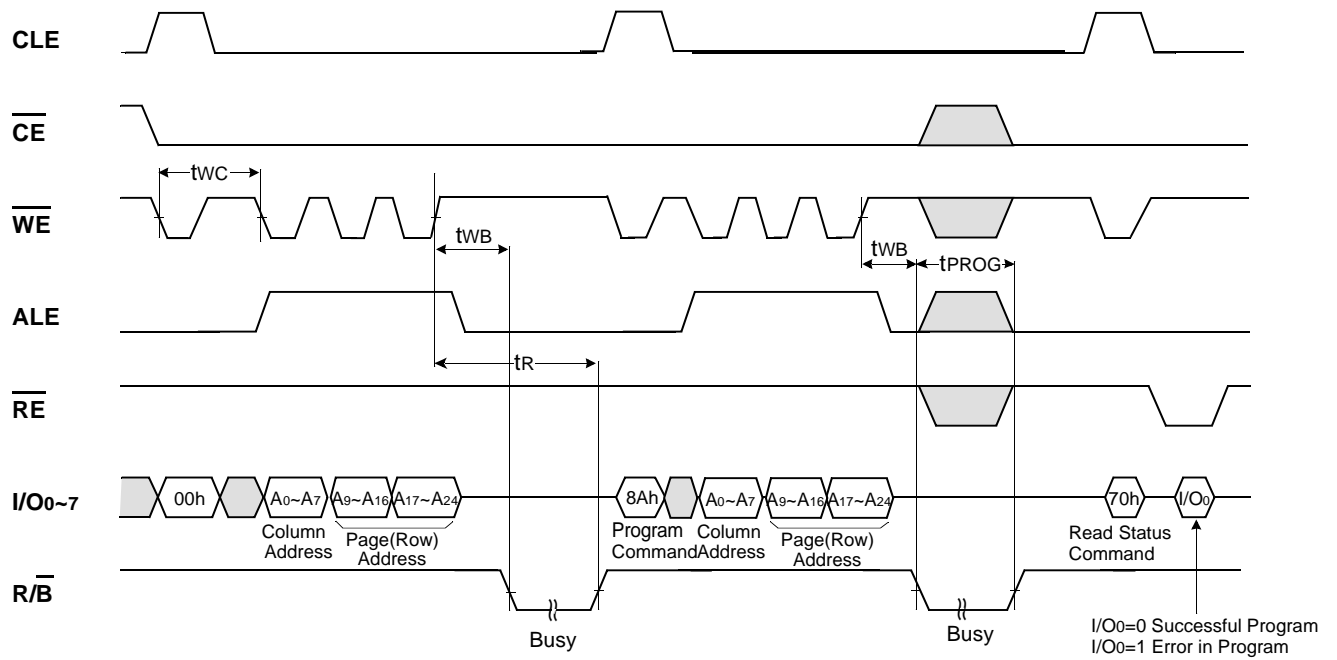 CLE
CE
tWC
WE
tWB
tWB
tPROG
ALE
tR
RE
I/O0~7
00h
A0~A7
A9~A16
A17~A24
8Ah
A0~A7
A9~A16
A17~A24
70h
I/O0
Column
Address
Page(Row)
Address
Program
Command
Column
Address
Page(Row)
Address
Read Status
Command
R/B
Busy
Busy
I/O0=0 Successful Program
I/O0=1 Error in Program